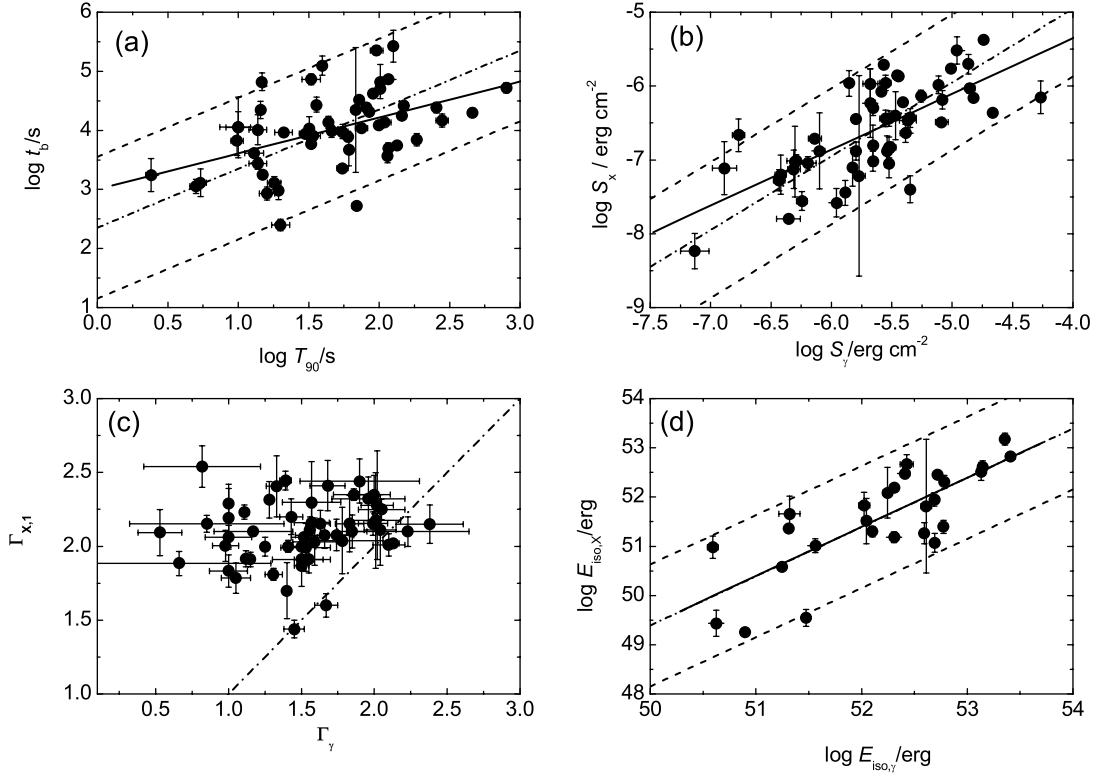 (a)
log t_b/s
6
5
4
3
2
1
0.0 0.5 1.0 1.5 2.0 2.5 3.0
log T_90/s
(b)
log S_x / erg cm^-2
-5
-6
-7
-8
-9
-7.5 -7.0 -6.5 -6.0 -5.5 -5.0 -4.5 -4.0
log S_γ/erg cm^-2
(c)
Γ_X,1
3.0
2.5
2.0
1.5
1.0
0.5 1.0 1.5 2.0 2.5 3.0
Γ_γ
(d)
log E_iso,X/erg
54
53
52
51
50
49
48
50 51 52 53 54
log E_iso,γ/erg